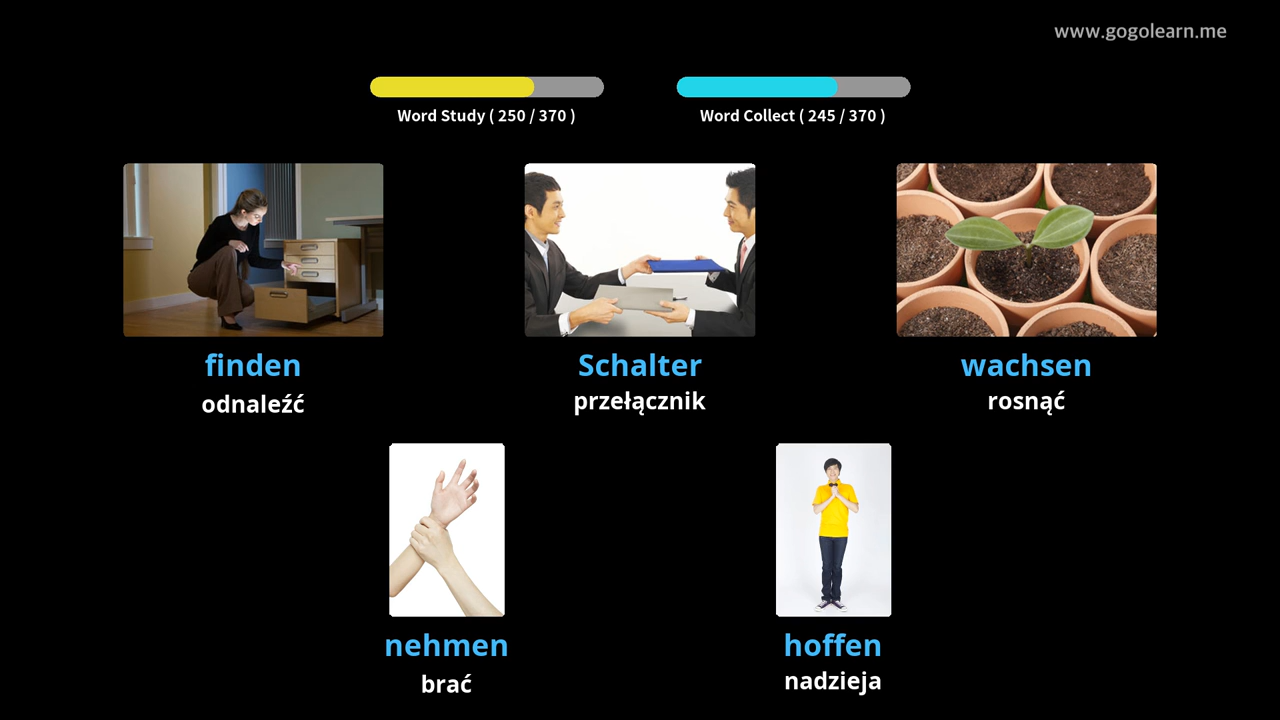 www.gogolearn.me
Word Study ( 250 / 370 )
Word Collect ( 245 / 370 )
finden
odnaleźć
Schalter
przełącznik
wachsen
rosnąć
nehmen
brać
hoffen
nadzieja